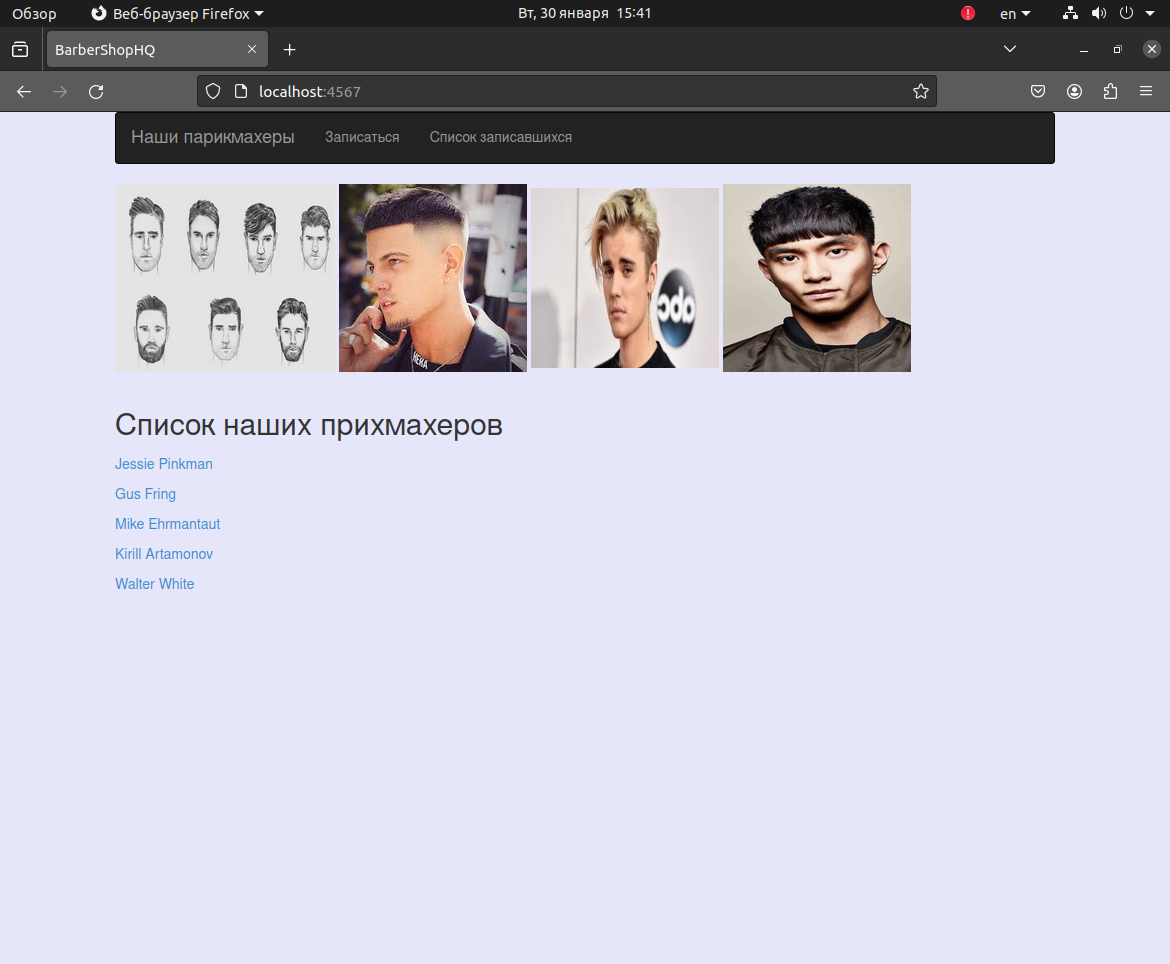 Обзор Веб-браузер Firefox Вт, 30 января 15:41 en
BarberShopHQ
localhost:4567
Наши парикмахеры Записаться Список записавшихся
Список наших прихмахеров
Jessie Pinkman
Gus Fring
Mike Ehrmantaut
Kirill Artamonov
Walter White